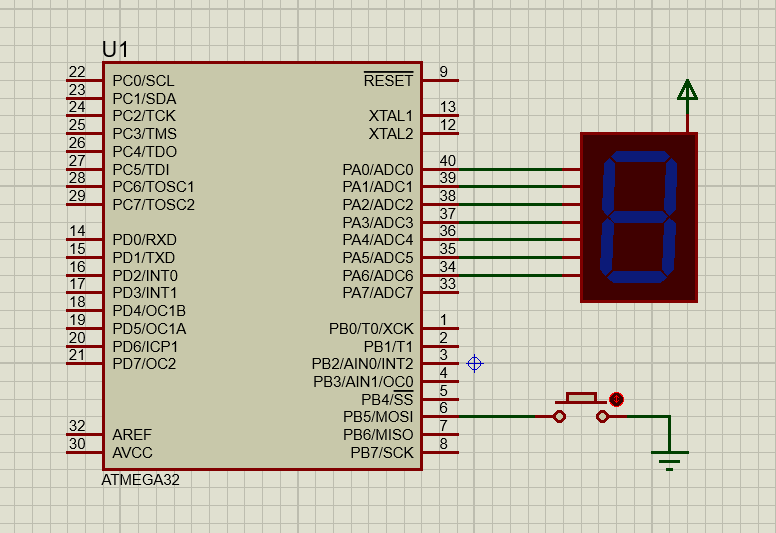 U1
22 PC0/SCL RESET 9
23 PC1/SDA
24 PC2/TCK XTAL1 13
25 PC3/TMS XTAL2 12
26 PC4/TDO
27 PC5/TDI PA0/ADC0 40
28 PC6/TOSC1 PA1/ADC1 39
29 PC7/TOSC2 PA2/ADC2 38
PA3/ADC3 37
14 PD0/RXD PA4/ADC4 36
15 PD1/TXD PA5/ADC5 35
16 PD2/INT0 PA6/ADC6 34
17 PD3/INT1 PA7/ADC7 33
18 PD4/OC1B
19 PD5/OC1A PB0/T0/XCK 1
20 PD6/ICP1 PB1/T1 2
21 PD7/OC2 PB2/AIN0/INT2 3
PB3/AIN1/OC0 4
PB4/SS 5
PB5/MOSI 6
32 AREF PB6/MISO 7
30 AVCC PB7/SCK 8
ATMEGA32